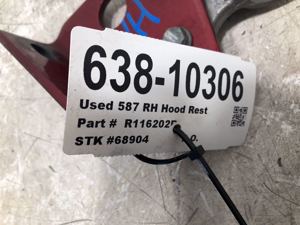 638-10306
Used 587 RH Hood Rest
Part # R116202
STK #68904